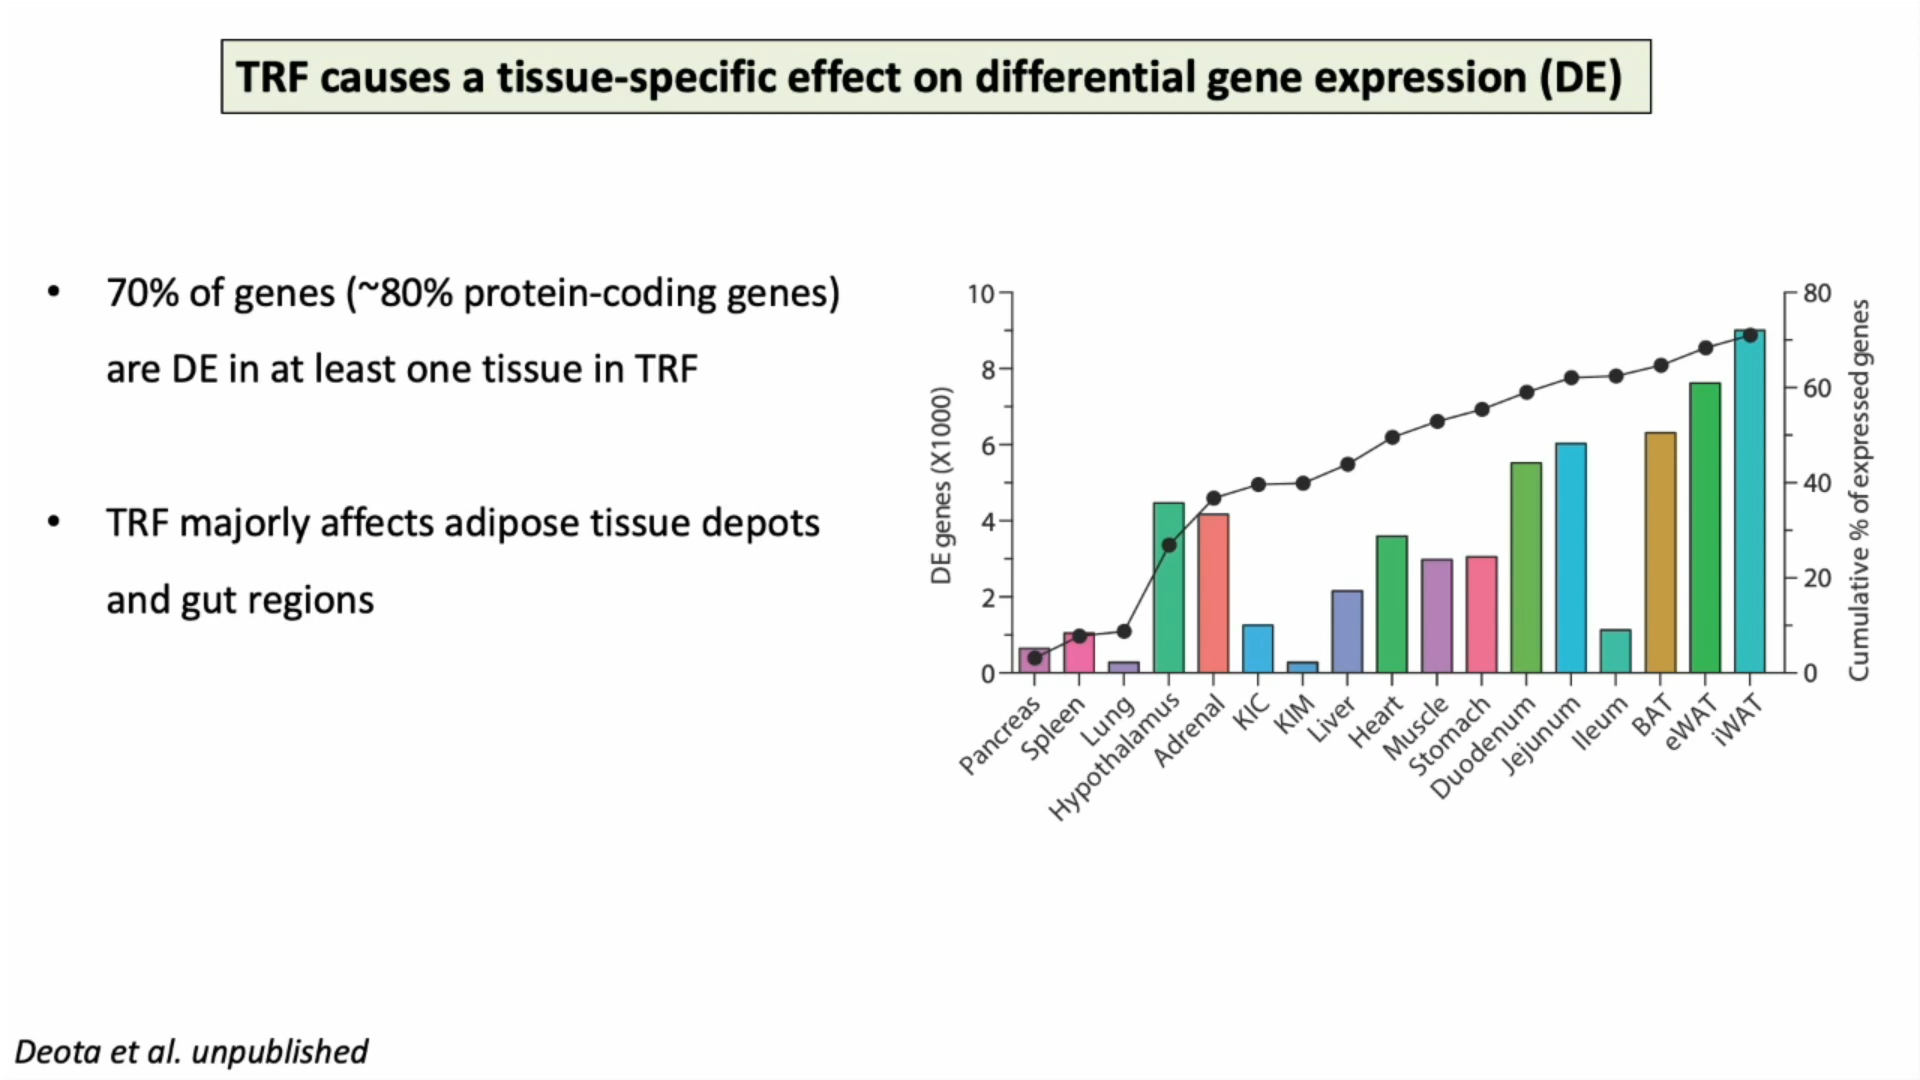 TRF causes a tissue-specific effect on differential gene expression (DE)
• 70% of genes (~80% protein-coding genes)
are DE in at least one tissue in TRF
• TRF majorly affects adipose tissue depots
and gut regions
DE genes (X1000)
10
8
6
4
2
0
Cumulative % of expressed genes
80
60
40
20
0
Pancreas
Spleen
Lung
Hypothalamus
Adrenal
KIC
KIM
Liver
Heart
Muscle
Stomach
Duodenum
Jejunum
Ileum
BAT
eWAT
iWAT
Deota et al. unpublished